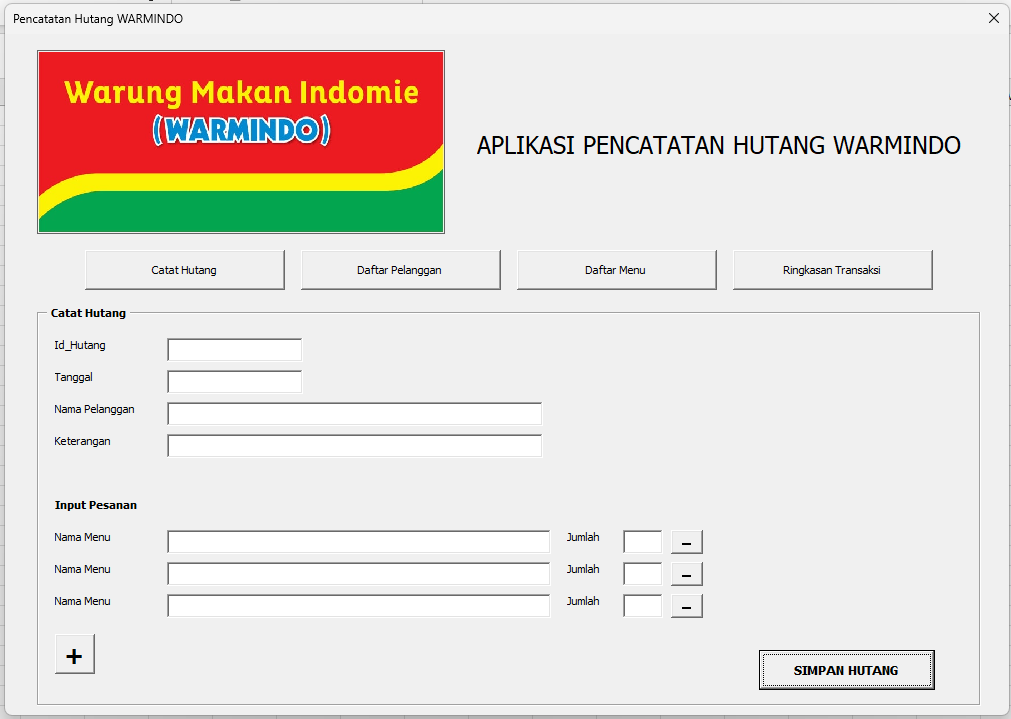 Pencatatan Hutang WARMINDO
Warung Makan Indomie
(WARMINDO)
APLIKASI PENCATATAN HUTANG WARMINDO
Catat Hutang
Daftar Pelanggan
Daftar Menu
Ringkasan Transaksi
Catat Hutang
Id_Hutang
Tanggal
Nama Pelanggan
Keterangan
Input Pesanan
Nama Menu Jumlah –
Nama Menu Jumlah –
Nama Menu Jumlah –
+
SIMPAN HUTANG